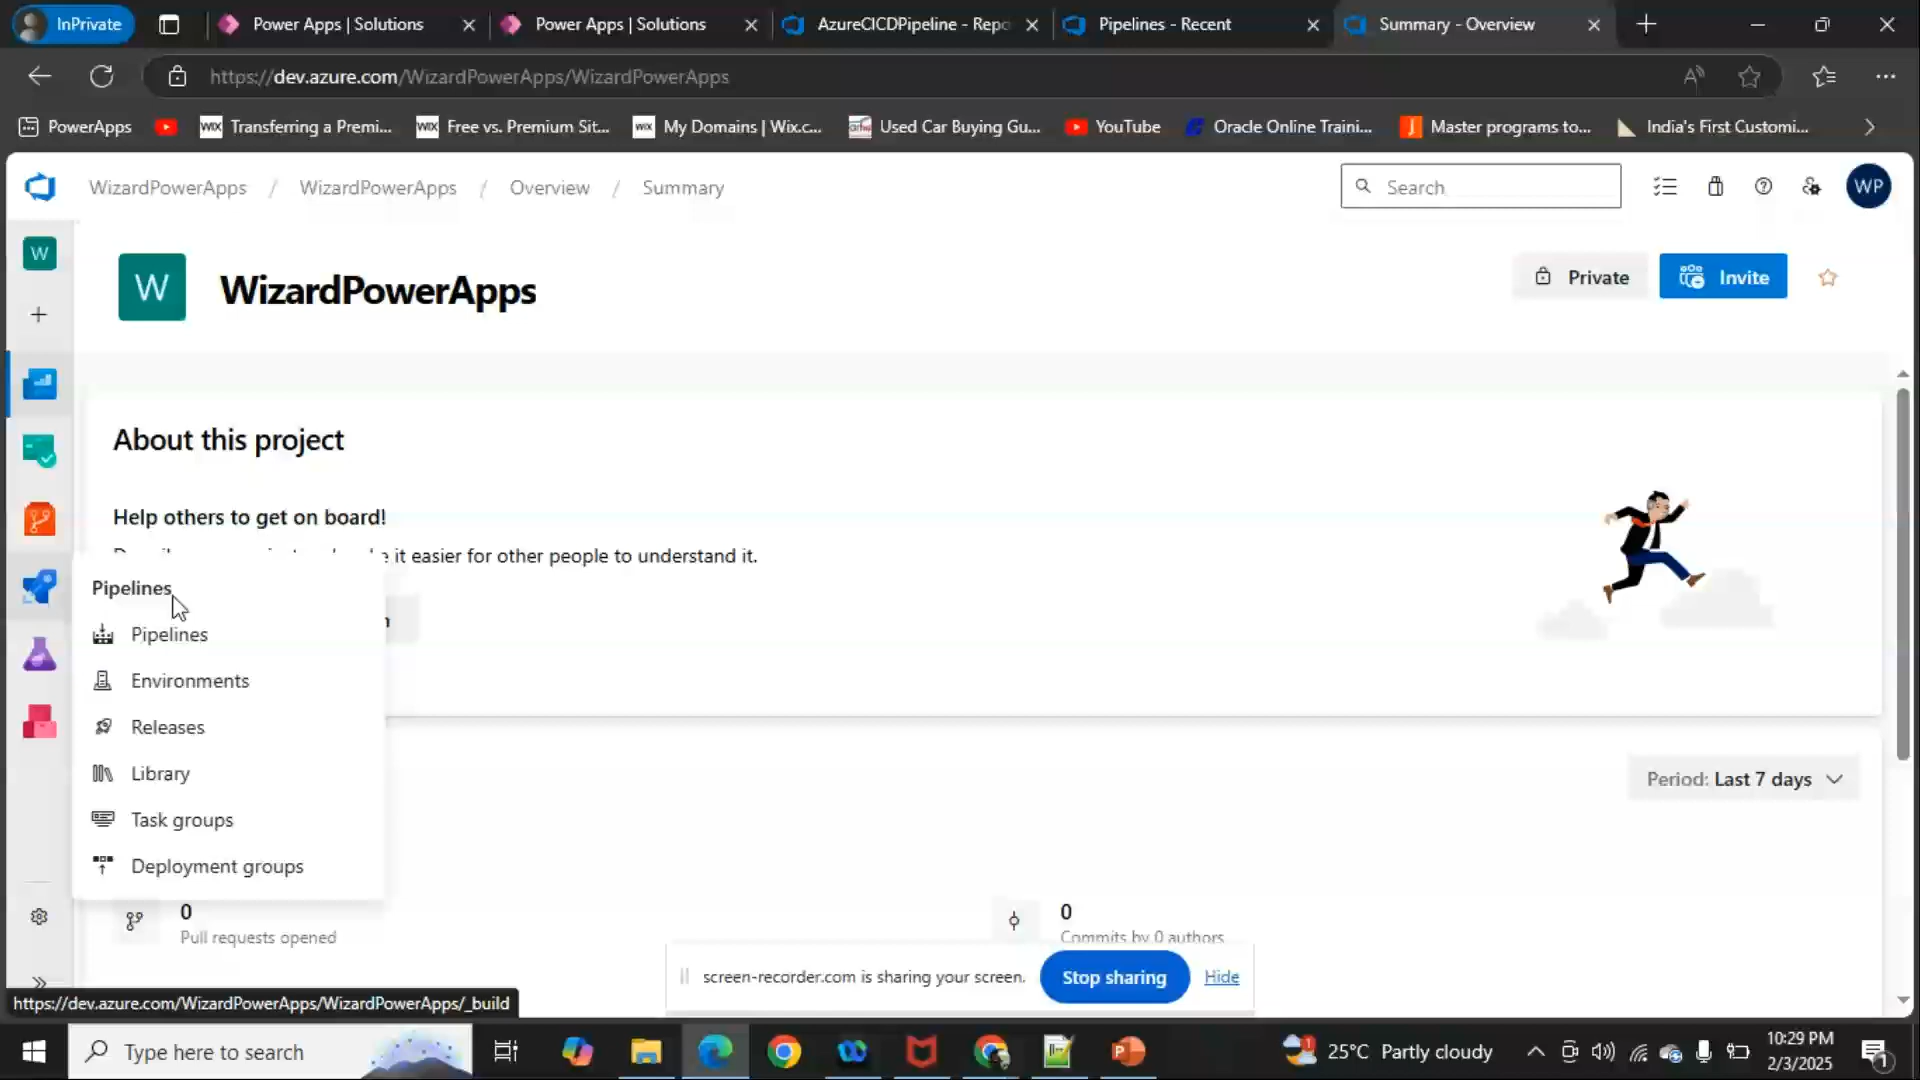 InPrivate
Power Apps | Solutions
Power Apps | Solutions
AzureCICDPipeline - Repo
Pipelines - Recent
Summary - Overview
https://dev.azure.com/WizardPowerApps/WizardPowerApps
PowerApps
WIX Transferring a Premi...
WIX Free vs. Premium Sit...
WIX My Domains | Wix.c...
Used Car Buying Gu...
YouTube
Oracle Online Traini...
Master programs to...
India's First Customi...
WizardPowerApps / WizardPowerApps / Overview / Summary
Search
WP
W
W
WizardPowerApps
Private
Invite
About this project
Help others to get on board!
it easier for other people to understand it.
Pipelines
Pipelines
Environments
Releases
Library
Task groups
Deployment groups
Period: Last 7 days
0
Pull requests opened
0
Commits by 0 authors
screen-recorder.com is sharing your screen.
Stop sharing
Hide
https://dev.azure.com/WizardPowerApps/WizardPowerApps/_build
Type here to search
25°C Partly cloudy
10:29 PM
2/3/2025
1